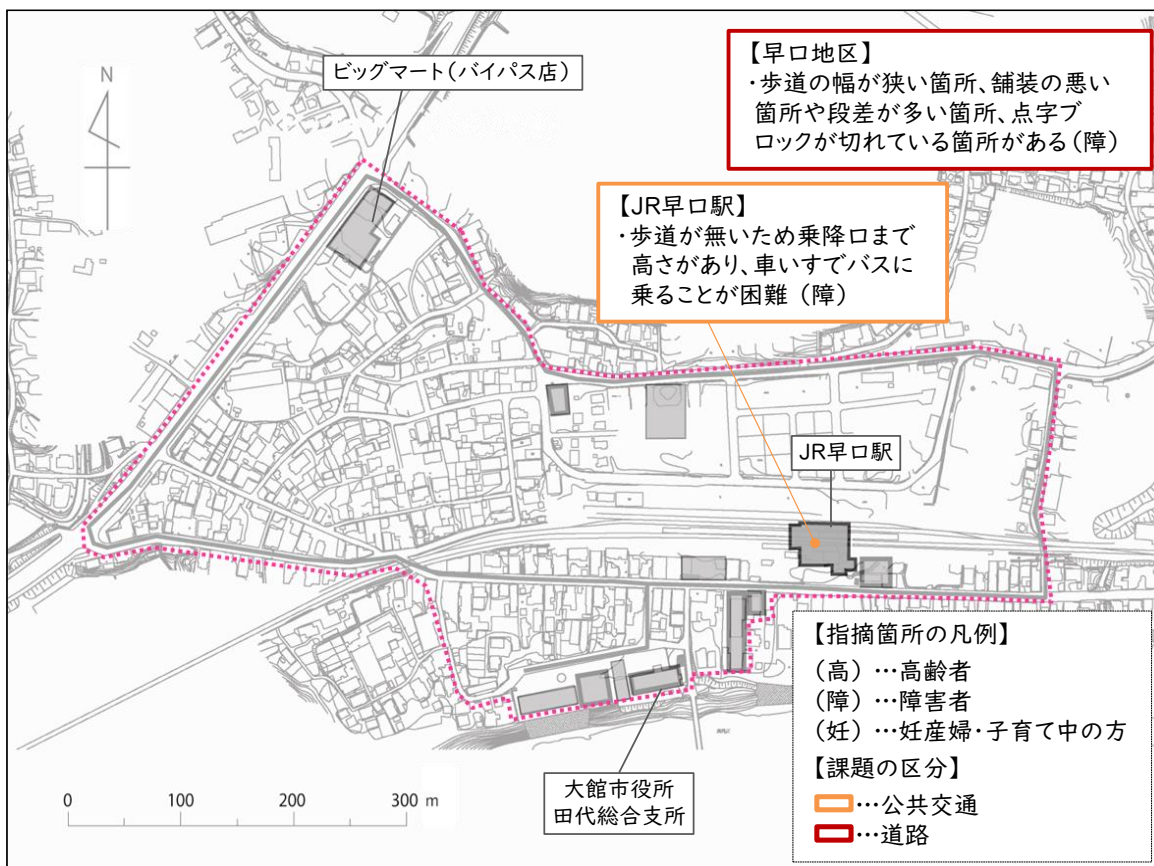 【早口地区】
・歩道の幅が狭い箇所、舗装の悪い
箇所や段差が多い箇所、点字ブ
ロックが切れている箇所がある(障)
N
ビッグマート(バイパス店)
【JR早口駅】
・歩道が無いため乗降口まで
高さがあり、車いすでバスに
乗ることが困難 (障)
JR早口駅
大館市役所
田代総合支所
0 100 200 300 m
【指摘箇所の凡例】
(高) …高齢者
(障) …障害者
(妊) …妊産婦・子育て中の方
【課題の区分】
…公共交通
…道路